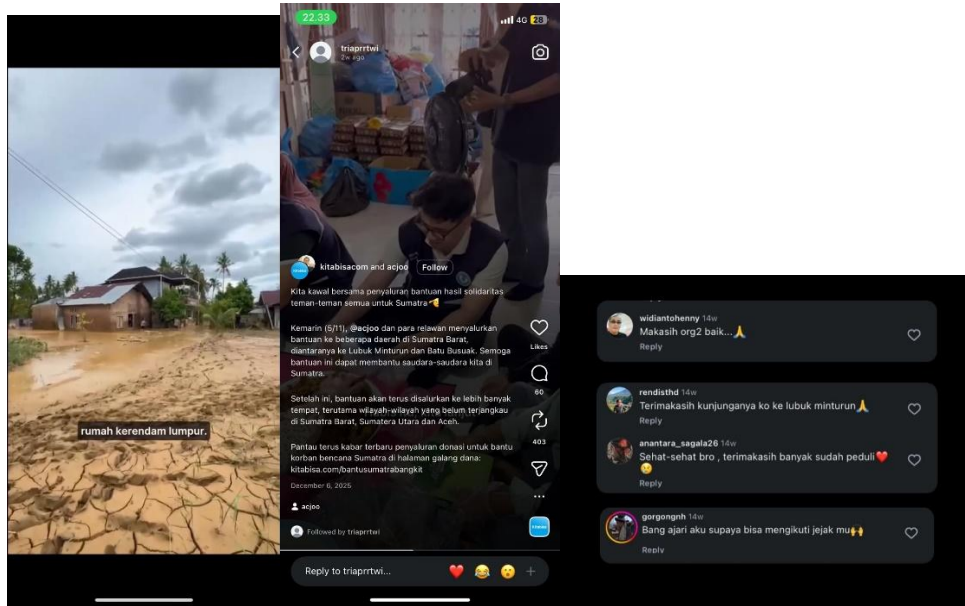 rumah kerendam lumpur.
22.33
4G 28
triaprrtwi
2w ago
kitabisacom and acjoo Follow
Kita kawal bersama penyaluran bantuan hasil solidaritas
teman-teman semua untuk Sumatra
Kemarin (5/11), @acjoo dan para relawan menyalurkan
bantuan ke beberapa daerah di Sumatra Barat,
diantaranya ke Lubuk Minturun dan Batu Busuak. Semoga
bantuan ini dapat membantu saudara-saudara kita di
Sumatra.
Setelah ini, bantuan akan terus disalurkan ke lebih banyak
tempat, terutama wilayah-wilayah yang belum terjangkau
di Sumatra Barat, Sumatera Utara dan Aceh.
Pantau terus kabar terbaru penyaluran donasi untuk bantu
korban bencana Sumatra di halaman galang dana:
kitabisa.com/bantusumatrabangkit
December 6, 2025
acjoo
Followed by triaprrtwi
Likes
60
403
Reply to triaprrtwi...
widiantohenny 14w
Makasih org2 baik...🙏
Reply
rendisthd 14w
Terimakasih kunjunganya ko ke lubuk minturun🙏
Reply
anantara_sagala26 14w
Sehat-sehat bro , terimakasih banyak sudah peduli❤️
😢
Reply
gorgongnh 14w
Bang ajari aku supaya bisa mengikuti jejak mu🙌
Reply